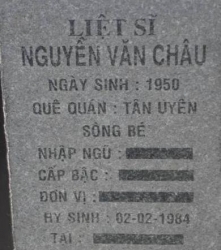 LIỆT SĨ
NGUYỄN VĂN CHÂU
NGÀY SINH : 1950
QUÊ QUÁN : TÂN UYÊN
SÔNG BÉ
NHẬP NGŨ :
CẤP BẬC :
ĐƠN VỊ :
HY SINH : 02-02-1984
TẠI :